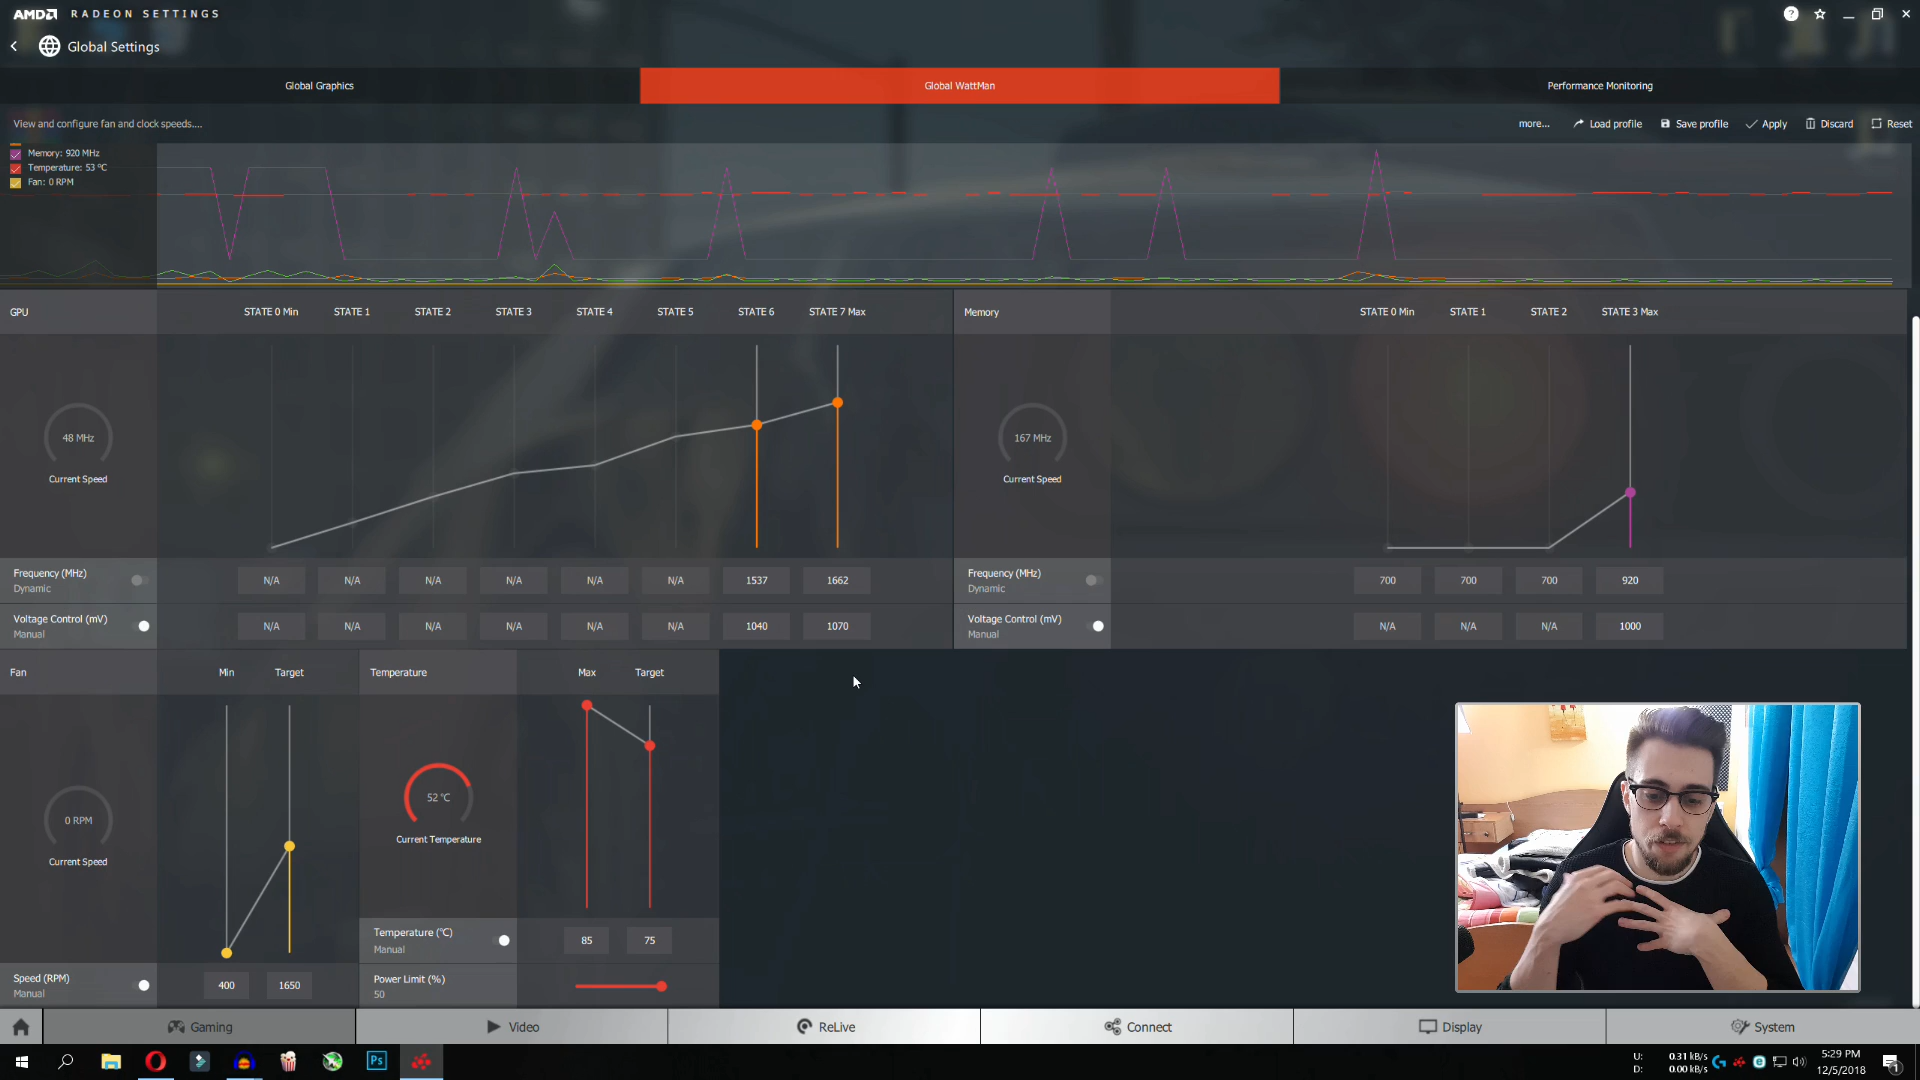 AMD RADEON SETTINGS
Global Settings
Global Graphics
Global WattMan
Performance Monitoring
View and configure fan and clock speeds....
more...
Load profile
Save profile
Apply
Discard
Reset
Memory: 920 MHz
Temperature: 53 °C
Fan: 0 RPM
GPU
STATE 0 Min
STATE 1
STATE 2
STATE 3
STATE 4
STATE 5
STATE 6
STATE 7 Max
48 MHz
Current Speed
Frequency (MHz)
Dynamic
N/A
N/A
N/A
N/A
N/A
N/A
1537
1662
Voltage Control (mV)
Manual
N/A
N/A
N/A
N/A
N/A
N/A
1040
1070
Memory
STATE 0 Min
STATE 1
STATE 2
STATE 3 Max
167 MHz
Current Speed
Frequency (MHz)
Dynamic
700
700
700
920
Voltage Control (mV)
Manual
N/A
N/A
N/A
1000
Fan
Min
Target
0 RPM
Current Speed
Speed (RPM)
Manual
400
1650
Temperature
Max
Target
52 °C
Current Temperature
Temperature (°C)
Manual
85
75
Power Limit (%)
50
Gaming
Video
ReLive
Connect
Display
System
Ps
U: 0.31 kB/s
D: 0.00 kB/s
5:29 PM
12/5/2018
1